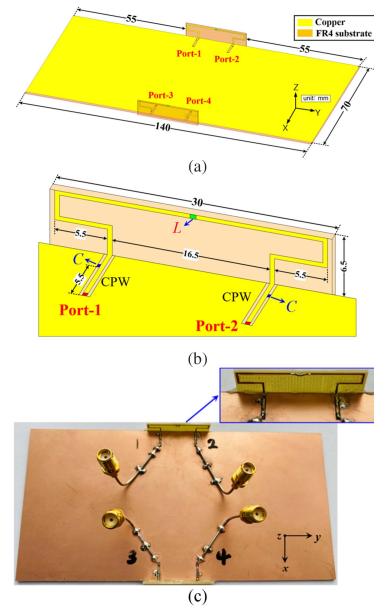 Copper
FR4 substrate
55
Port-1
Port-2
55
Port-3
Port-4
Z
Y
X
unit: mm
70
140
(a)
30
L
5.5
16.5
5.5
6.5
C
5.5
CPW
CPW
C
Port-1
Port-2
(b)
1
2
3
4
z
y
x
(c)